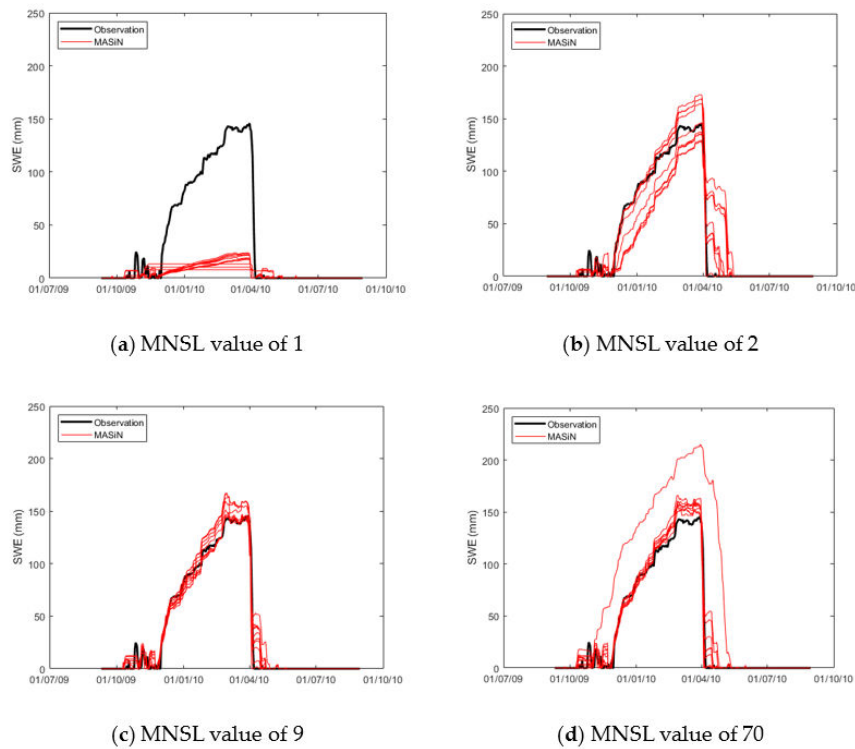 250
Observation
MASiN
200
150
100
50
0
SWE (mm)
01/07/09 01/10/09 01/01/10 01/04/10 01/07/10 01/10/10
(a) MNSL value of 1
250
Observation
MASiN
200
150
100
50
0
SWE (mm)
01/07/09 01/10/09 01/01/10 01/04/10 01/07/10 01/10/10
(b) MNSL value of 2
250
Observation
MASiN
200
150
100
50
0
SWE (mm)
01/07/09 01/10/09 01/01/10 01/04/10 01/07/10 01/10/10
(c) MNSL value of 9
250
Observation
MASiN
200
150
100
50
0
SWE (mm)
01/07/09 01/10/09 01/01/10 01/04/10 01/07/10 01/10/10
(d) MNSL value of 70